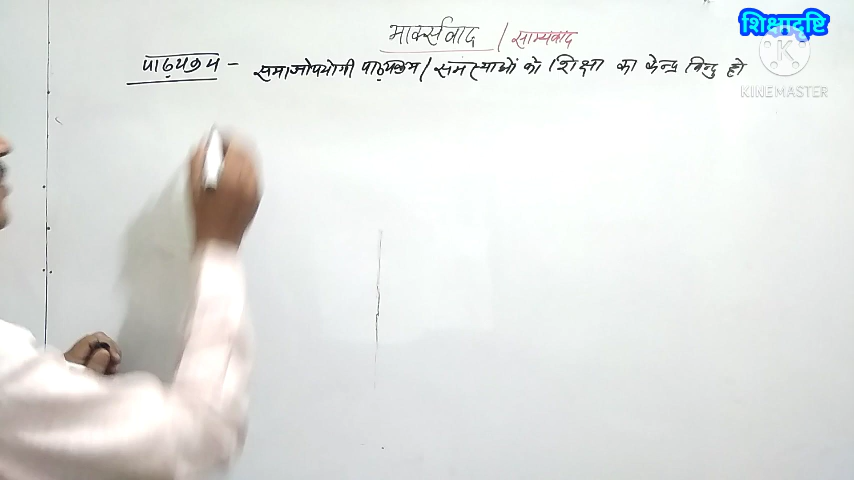 मार्क्सवाद / साम्यवाद
शिक्षादृष्टि
KINEMASTER
पाठ्यक्रम - समाजोपयोगी पाठ्यक्रम / समस्याओं को शिक्षा का केन्द्र बिन्दु हो